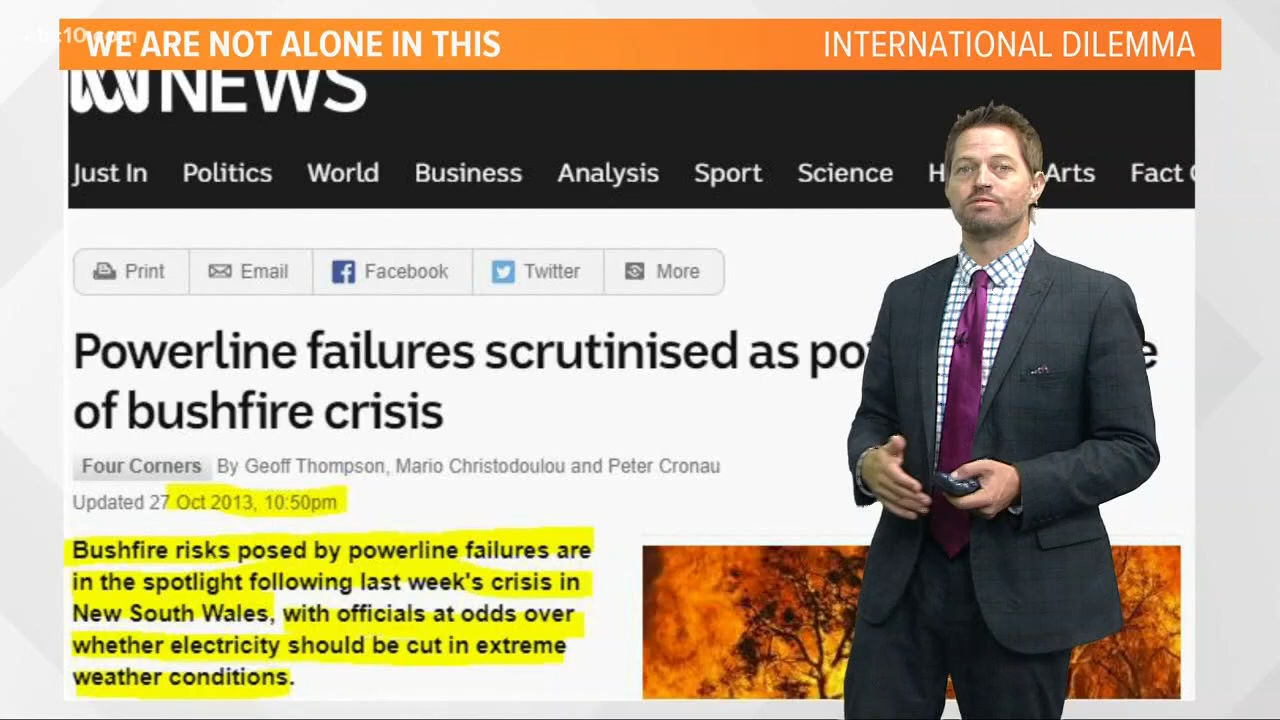 abc10.com
WE ARE NOT ALONE IN THIS
INTERNATIONAL DILEMMA
NEWS
Just In Politics World Business Analysis Sport Science Arts Fact
Print Email Facebook Twitter More
Powerline failures scrutinised as
of bushfire crisis
Four Corners By Geoff Thompson, Mario Christodoulou and Peter Cronau
Updated 27 Oct 2013, 10:50pm
Bushfire risks posed by powerline failures are
in the spotlight following last week's crisis in
New South Wales, with officials at odds over
whether electricity should be cut in extreme
weather conditions.